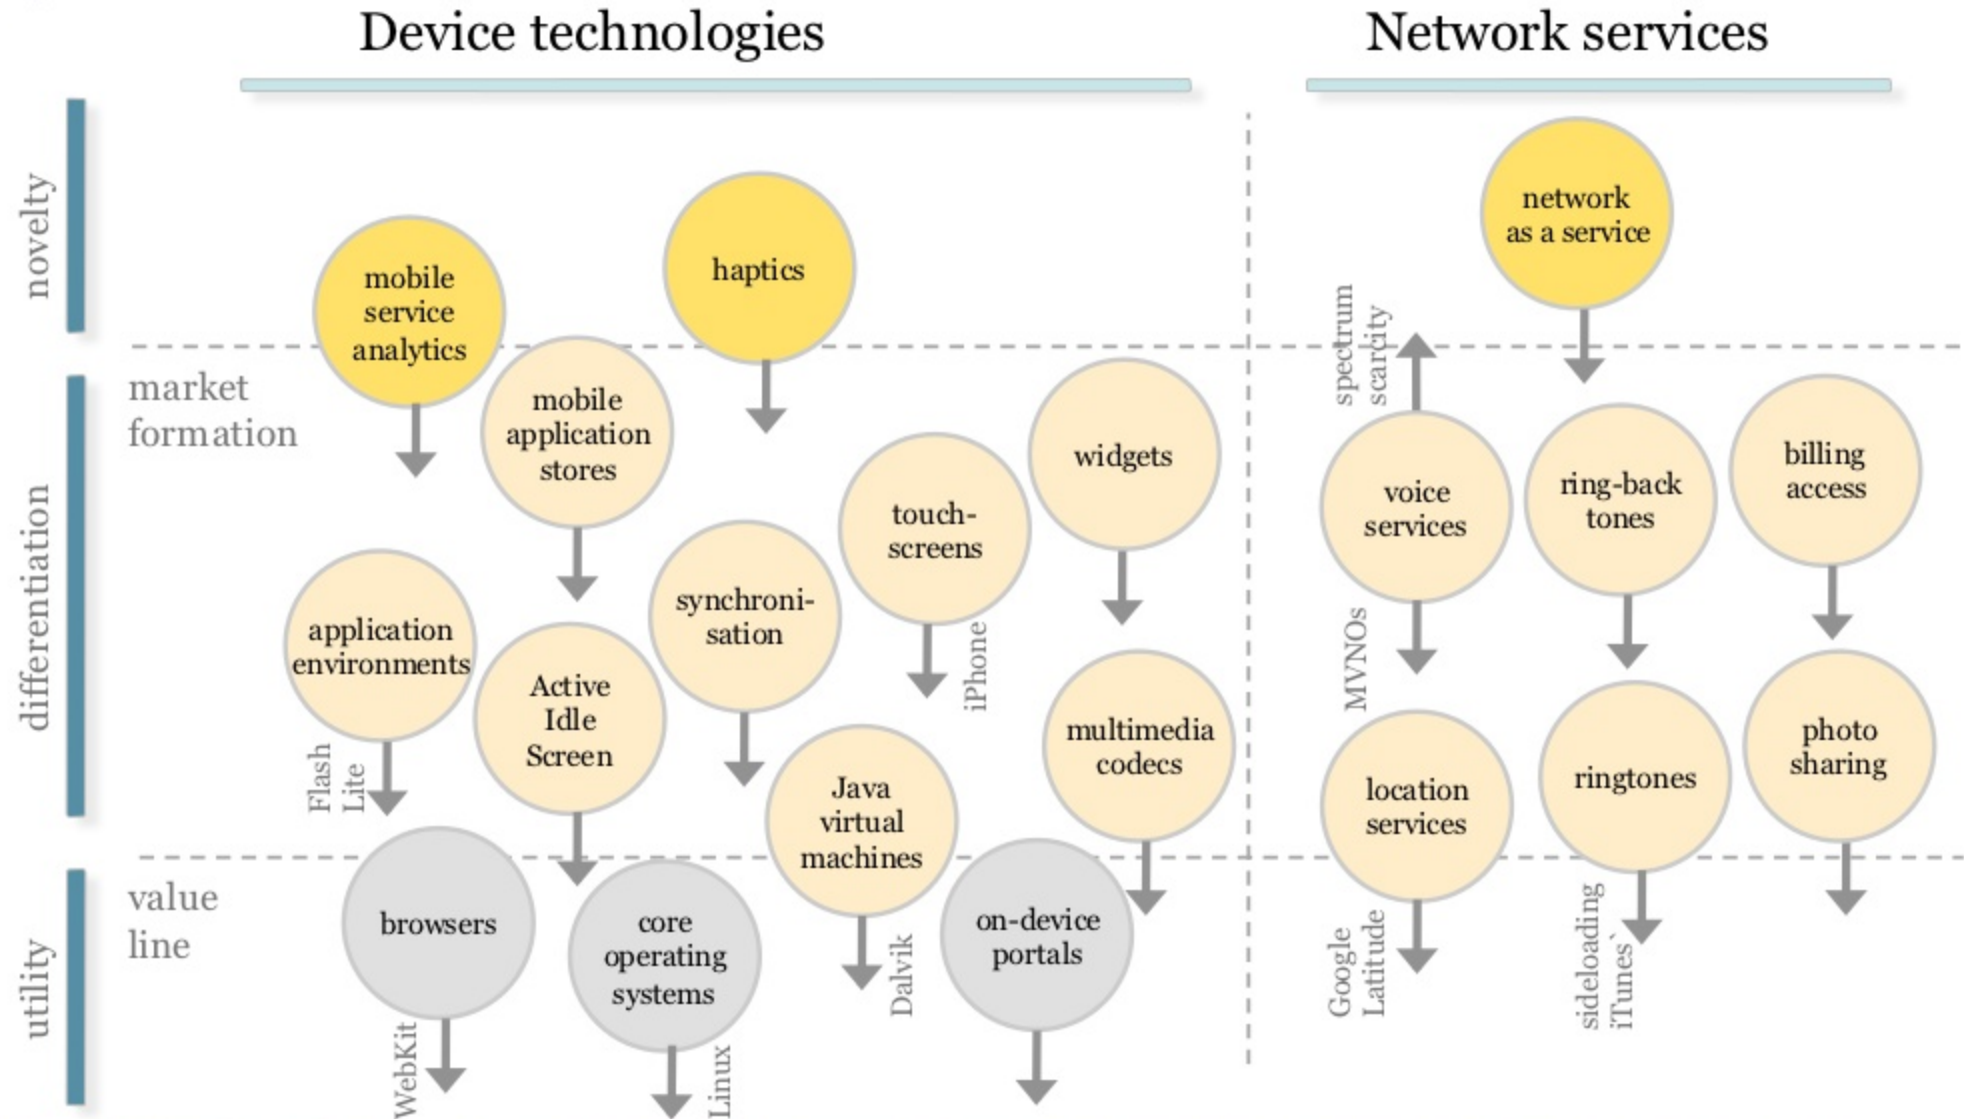 Device technologies
Network services
novelty
differentiation
utility
market
formation
value
line
mobile
service
analytics
haptics
mobile
application
stores
widgets
touch-
screens
iPhone
synchroni-
sation
application
environments
Flash
Lite
Active
Idle
Screen
multimedia
codecs
Java
virtual
machines
Dalvik
browsers
WebKit
core
operating
systems
Linux
on-device
portals
network
as a service
spectrum
scarcity
voice
services
MVNOs
ring-back
tones
billing
access
location
services
Google
Latitude
ringtones
sideloading
iTunes`
photo
sharing